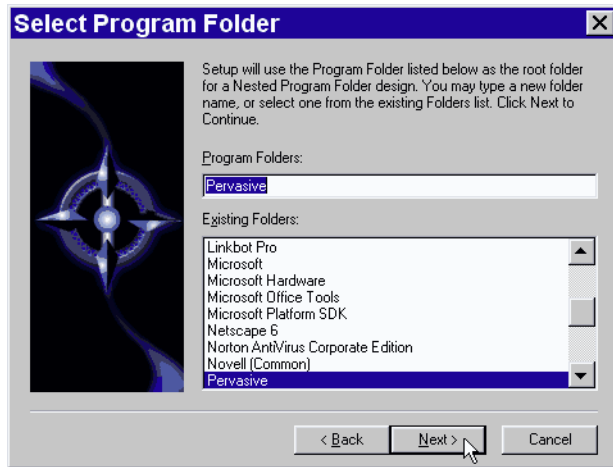 Select Program Folder
Setup will use the Program Folder listed below as the root folder
for a Nested Program Folder design. You may type a new folder
name, or select one from the existing Folders list. Click Next to
Continue.
Program Folders:
Pervasive
Existing Folders:
Linkbot Pro
Microsoft
Microsoft Hardware
Microsoft Office Tools
Microsoft Platform SDK
Netscape 6
Norton AntiVirus Corporate Edition
Novell (Common)
Pervasive
< Back
Next >
Cancel